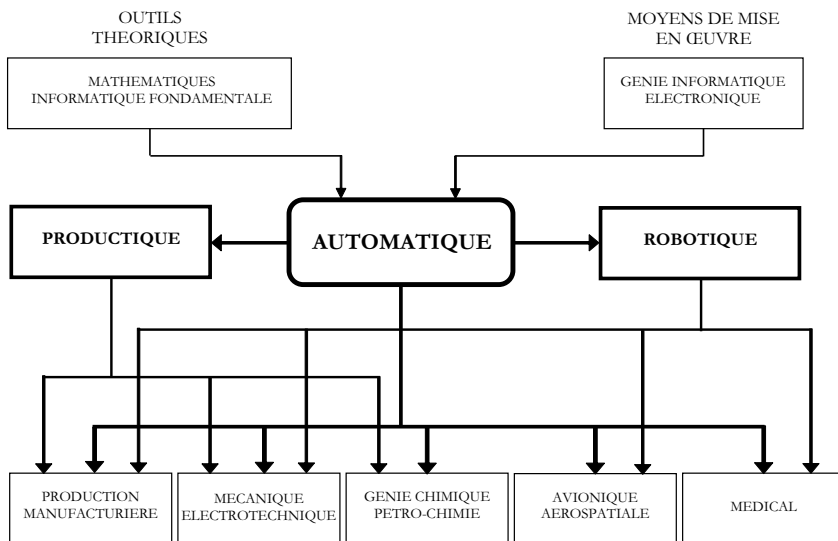 OUTILS
THEORIQUES
MOYENS DE MISE
EN ŒUVRE
MATHEMATIQUES
INFORMATIQUE FONDAMENTALE
GENIE INFORMATIQUE
ELECTRONIQUE
PRODUCTIQUE
AUTOMATIQUE
ROBOTIQUE
PRODUCTION
MANUFACTURIERE
MECANIQUE
ELECTROTECHNIQUE
GENIE CHIMIQUE
PETRO-CHIMIE
AVIONIQUE
AEROSPATIALE
MEDICAL